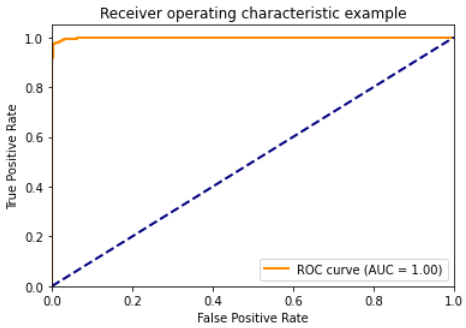 Receiver operating characteristic example
1.0
0.8
0.6
0.4
0.2
0.0
True Positive Rate
ROC curve (AUC = 1.00)
0.0 0.2 0.4 0.6 0.8 1.0
False Positive Rate